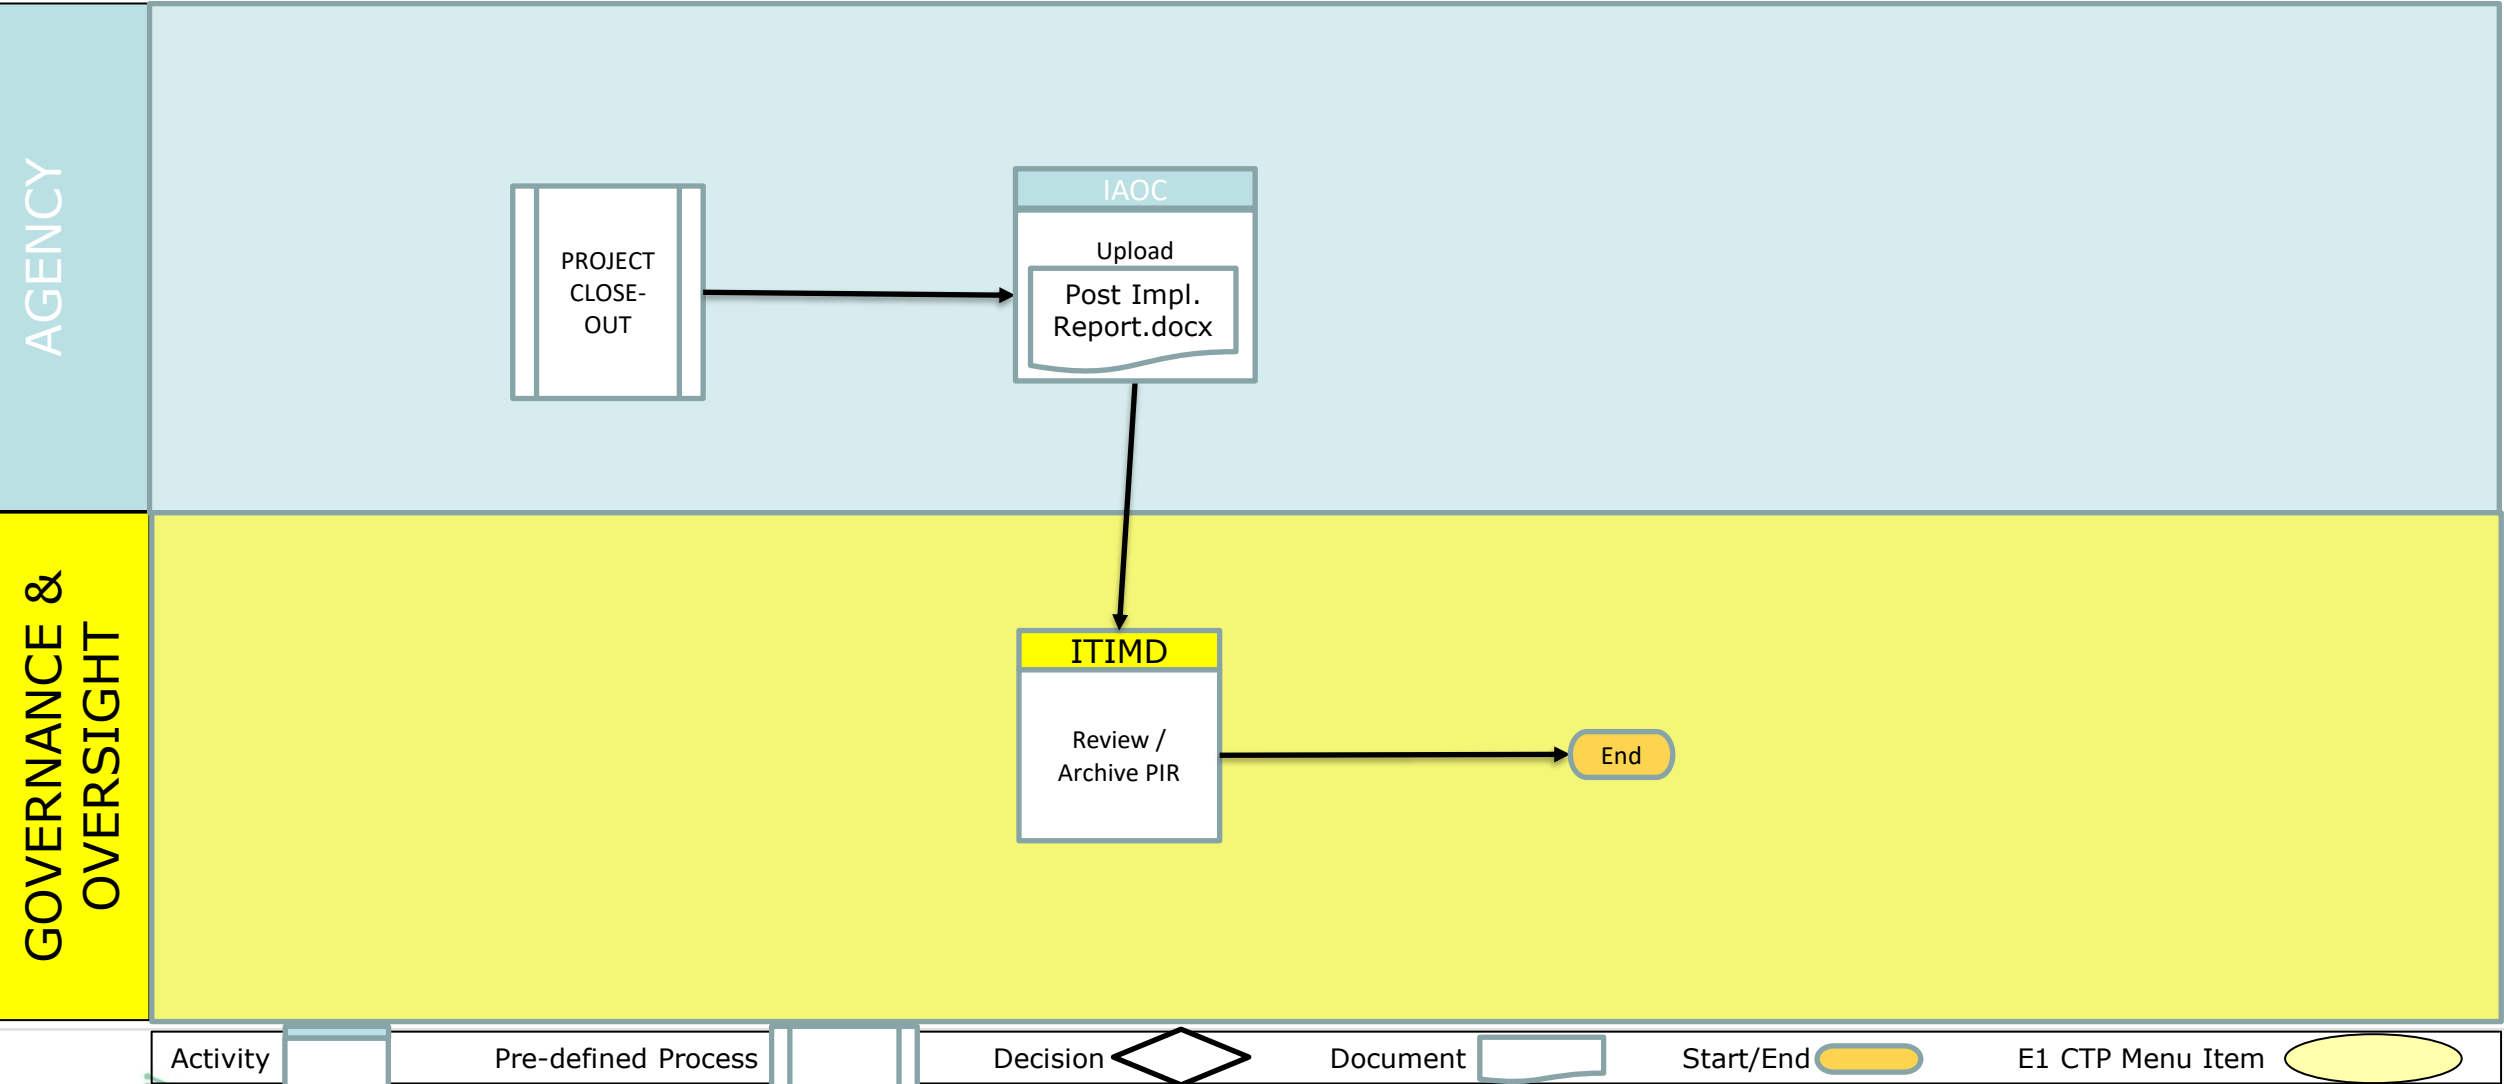 AGENCY
PROJECT
CLOSE-
OUT
IAOC
Upload
Post Impl.
Report.docx
GOVERNANCE &
OVERSIGHT
ITIMD
Review /
Archive PIR
End
Activity
Pre-defined Process
Decision
Document
Start/End
E1 CTP Menu Item